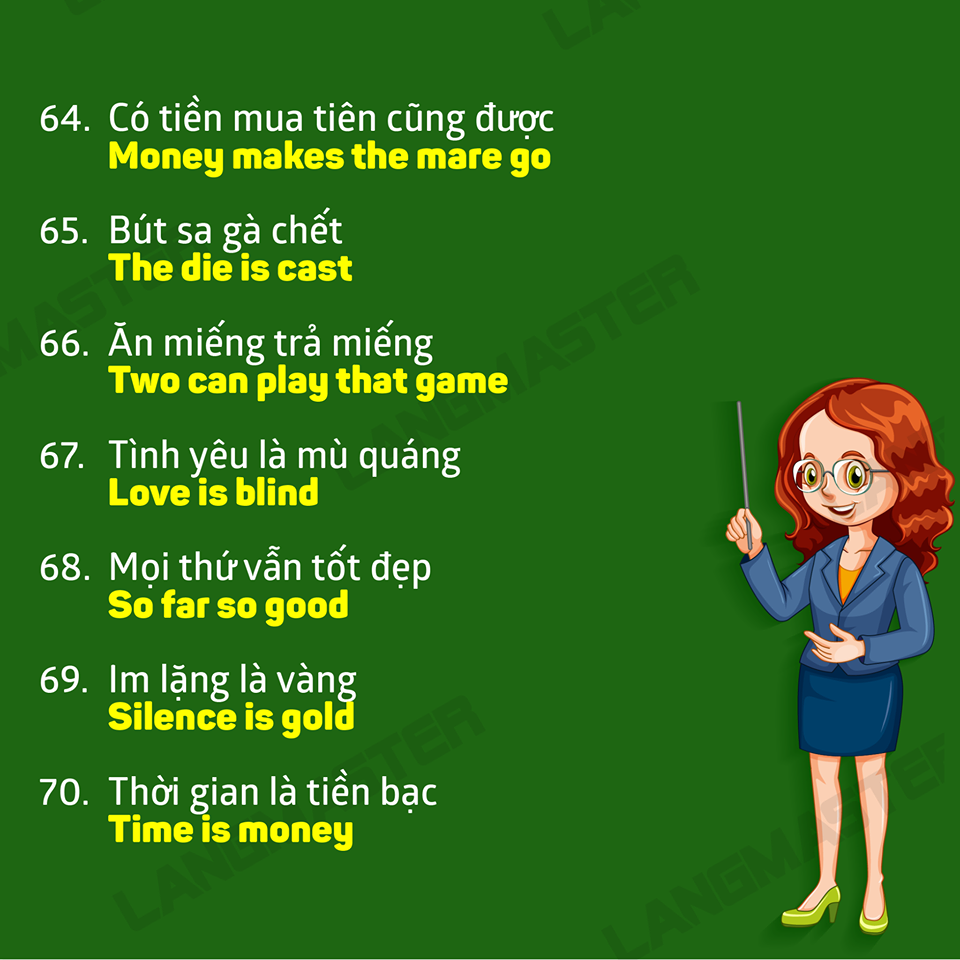 64. Có tiền mua tiên cũng được
Money makes the mare go
65. Bút sa gà chết
The die is cast
66. Ăn miếng trả miếng
Two can play that game
67. Tình yêu là mù quáng
Love is blind
68. Mọi thứ vẫn tốt đẹp
So far so good
69. Im lặng là vàng
Silence is gold
70. Thời gian là tiền bạc
Time is money
LANGMASTER
LANGMASTER
LANGMASTER
LANGMASTER